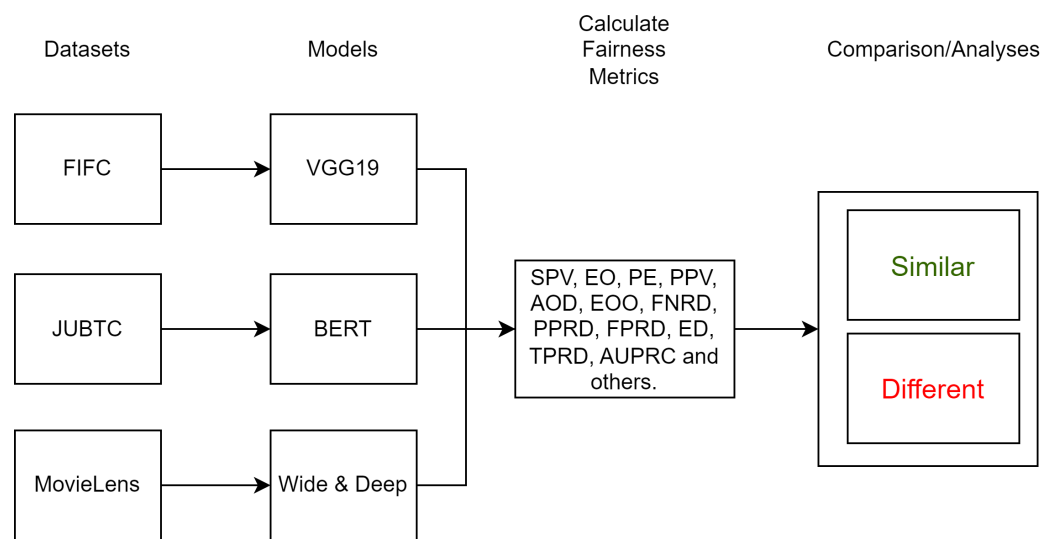 Datasets
Models
Calculate
Fairness
Metrics
Comparison/Analyses
FIFC
VGG19
JUBTC
BERT
MovieLens
Wide & Deep
SPV, EO, PE, PPV,
AOD, EOO, FNRD,
PPRD, FPRD, ED,
TPRD, AUPRC and
others.
Similar
Different